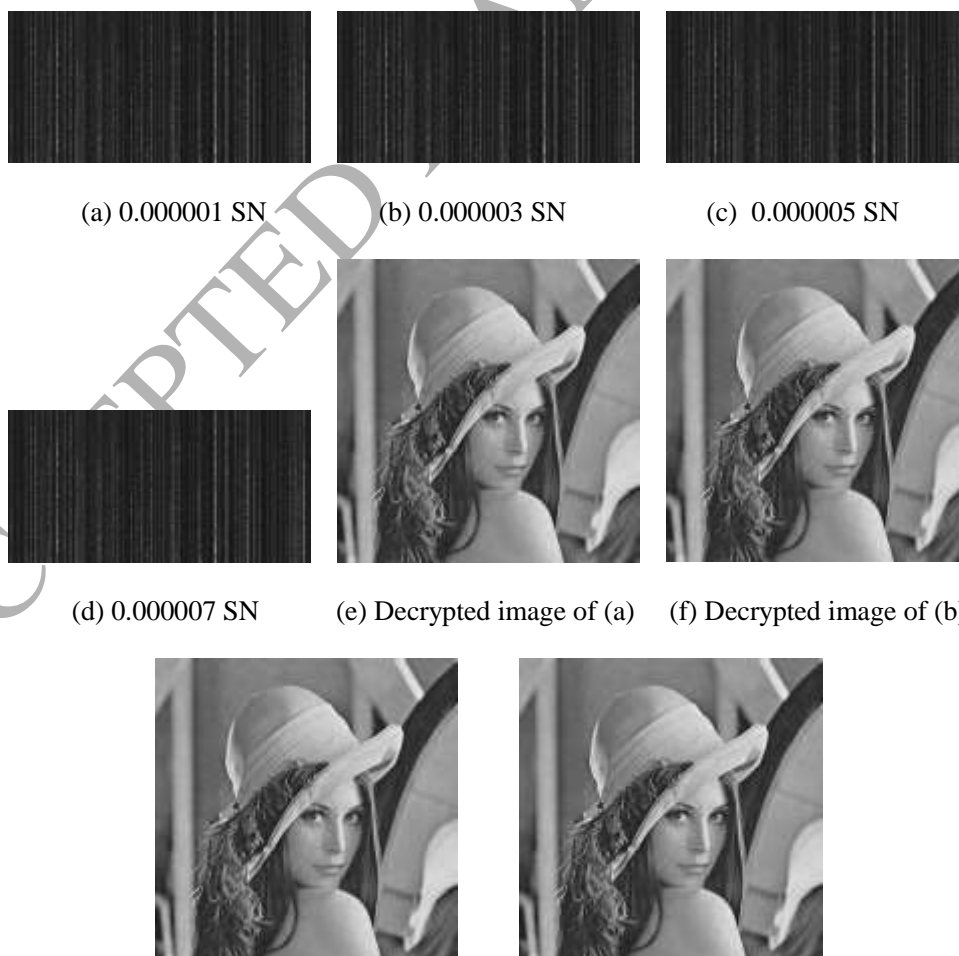 (a) 0.000001 SN
(b) 0.000003 SN
(c) 0.000005 SN
(d) 0.000007 SN
(e) Decrypted image of (a)
(f) Decrypted image of (b)